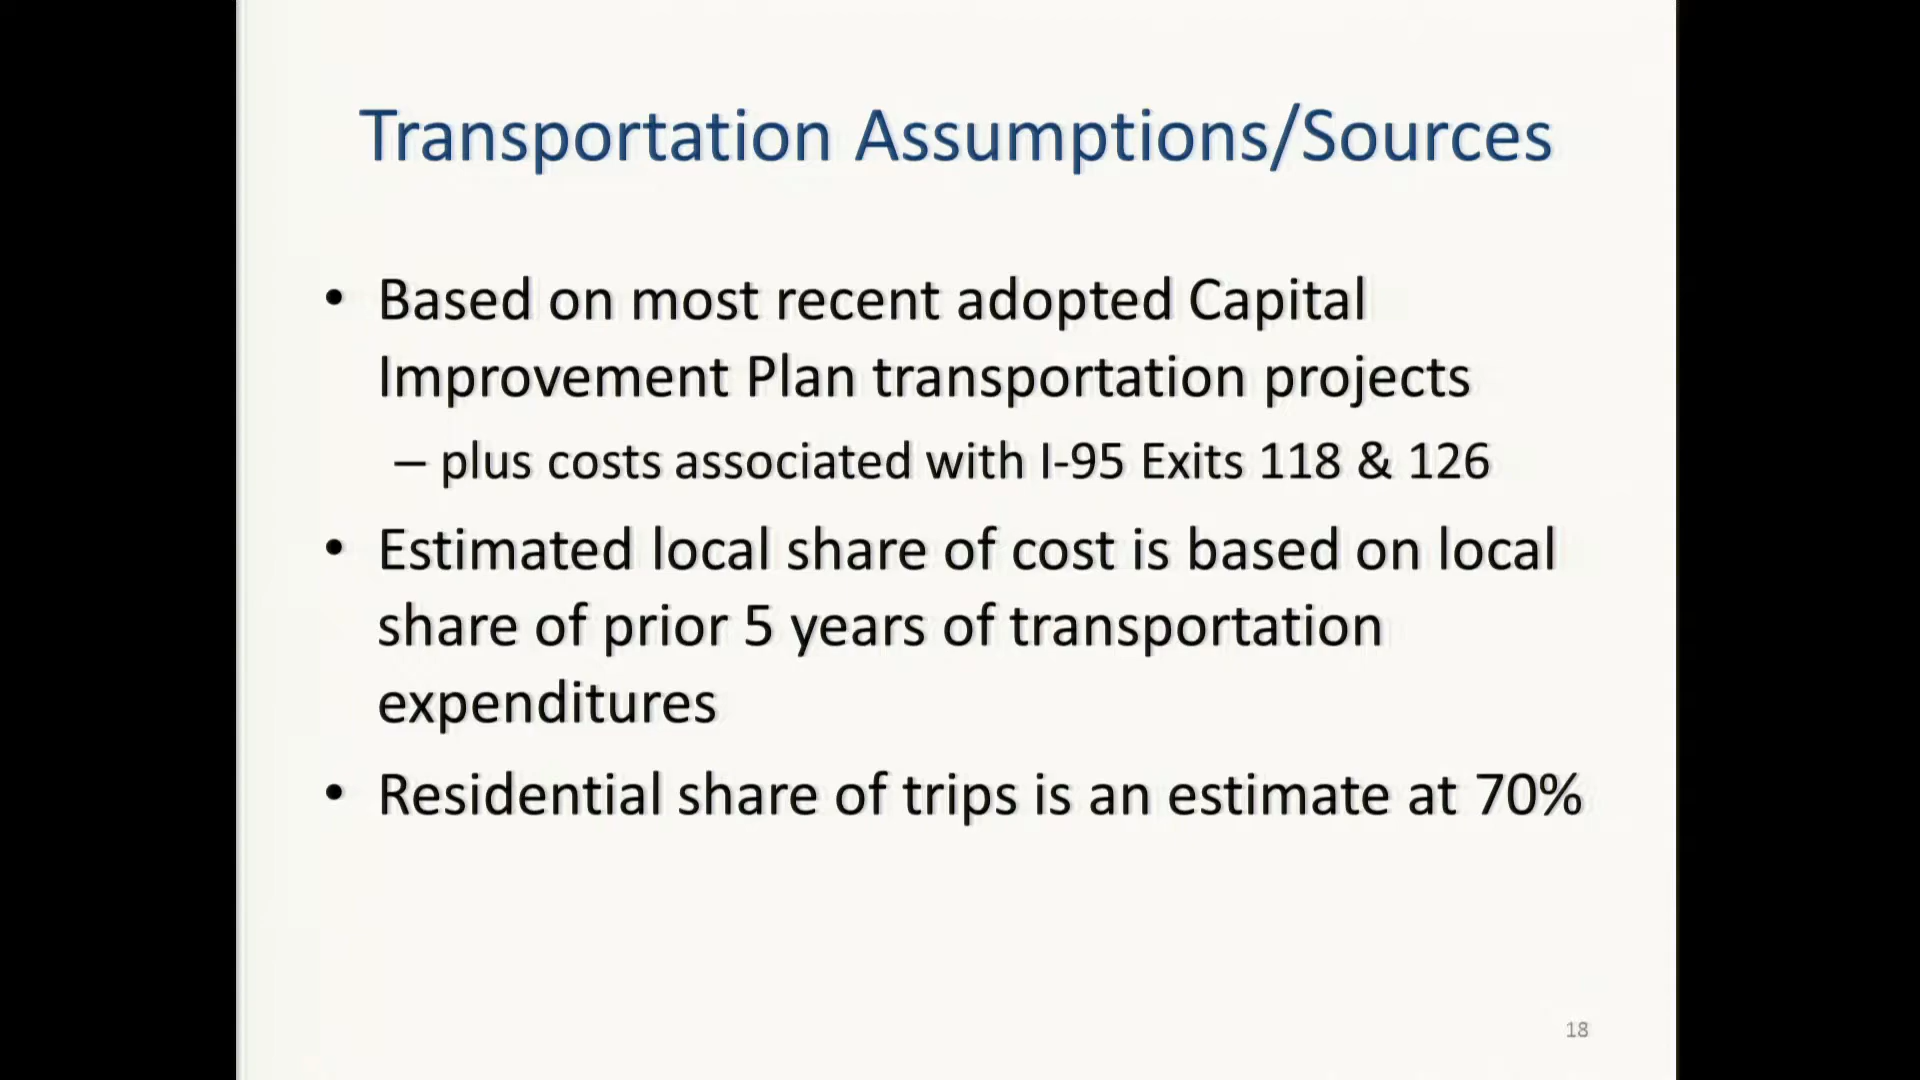 Transportation Assumptions/Sources
• Based on most recent adopted Capital
Improvement Plan transportation projects
– plus costs associated with I-95 Exits 118 & 126
• Estimated local share of cost is based on local
share of prior 5 years of transportation
expenditures
• Residential share of trips is an estimate at 70%
18